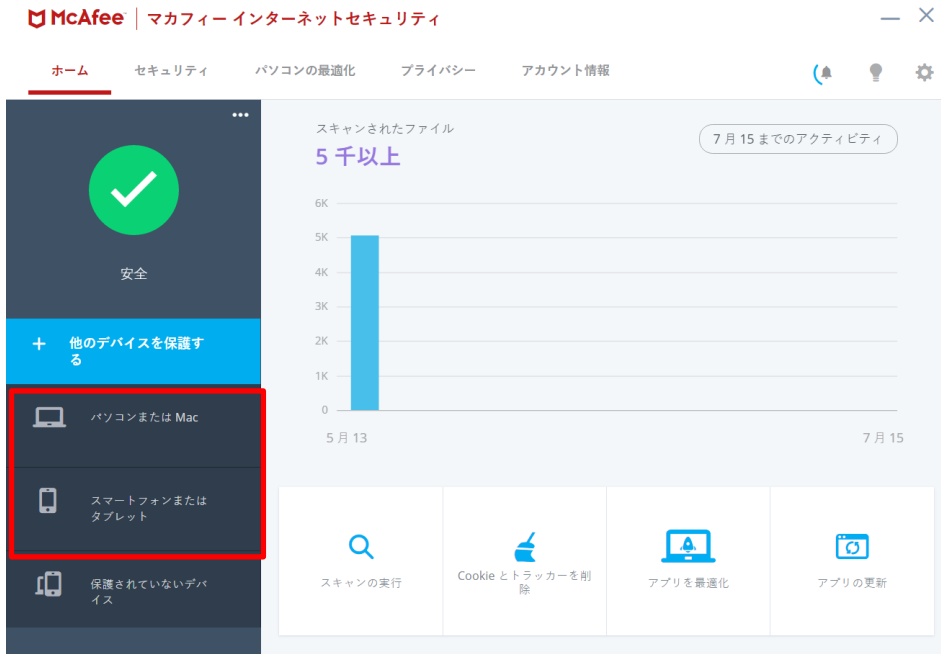 McAfee マカフィー インターネットセキュリティ
ホーム セキュリティ パソコンの最適化 プライバシー アカウント情報
安全
+ 他のデバイスを保護す
る
パソコンまたは Mac
スマートフォンまたは
タブレット
保護されていないデバ
イス
スキャンされたファイル
5 千以上
7 月 15 までのアクティビティ
6K
5K
4K
3K
2K
1K
0
5 月 13 7 月 15
スキャンの実行
Cookie とトラッカーを削
除
アプリを最適化
アプリの更新